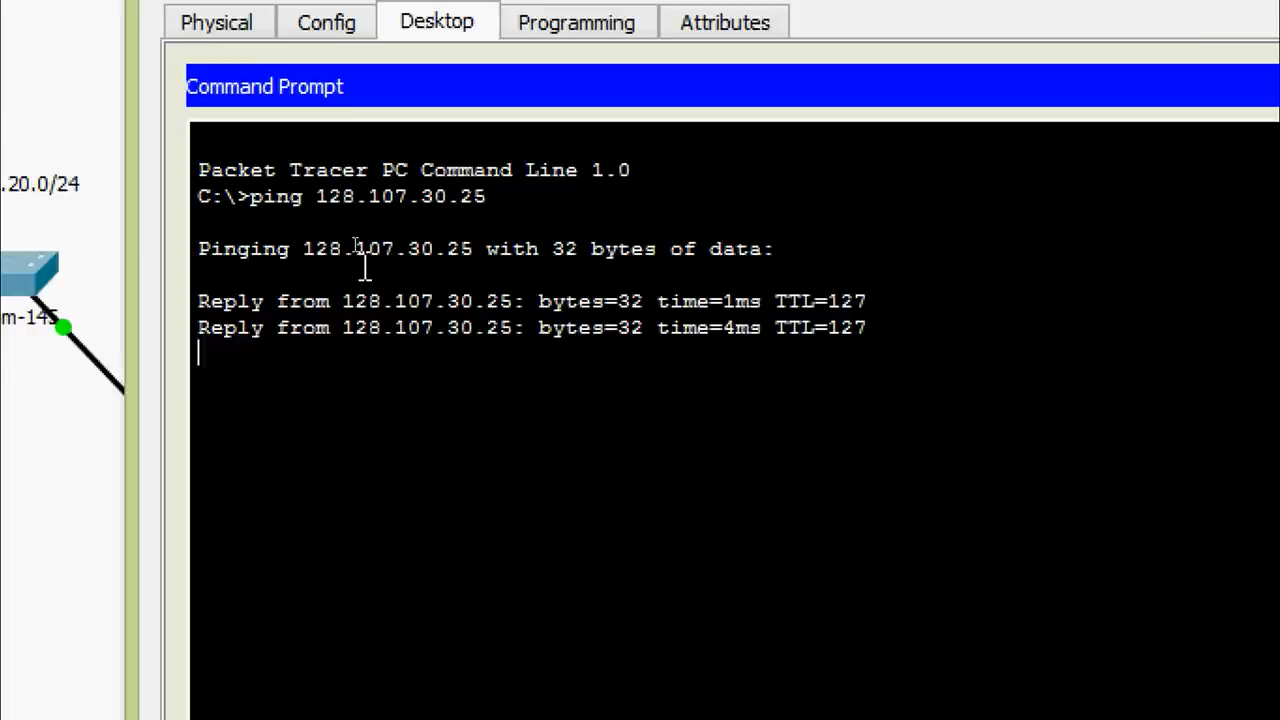 Physical Config Desktop Programming Attributes
Command Prompt
Packet Tracer PC Command Line 1.0
C:\>ping 128.107.30.25
.20.0/24
Pinging 128.107.30.25 with 32 bytes of data:
Reply from 128.107.30.25: bytes=32 time=1ms TTL=127
m-145
Reply from 128.107.30.25: bytes=32 time=4ms TTL=127